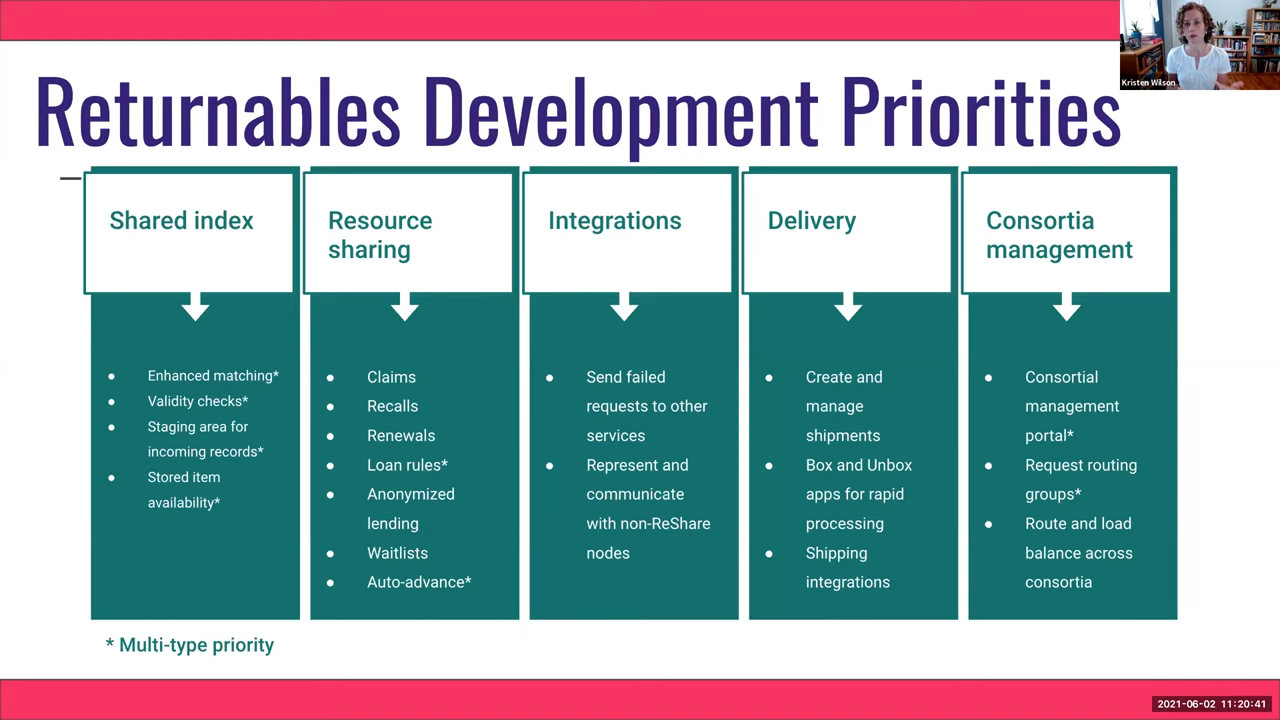 Returnables Development Priorities
Kristen Wilson
Shared index
Enhanced matching*
Validity checks*
Staging area for
incoming records*
Stored item
availability*
Resource
sharing
Claims
Recalls
Renewals
Loan rules*
Anonymized
lending
Waitlists
Auto-advance*
Integrations
Send failed
requests to other
services
Represent and
communicate
with non-ReShare
nodes
Delivery
Create and
manage
shipments
Box and Unbox
apps for rapid
processing
Shipping
integrations
Consortia
management
Consortial
management
portal*
Request routing
groups*
Route and load
balance across
consortia
* Multi-type priority
2021-06-02 11:20:41